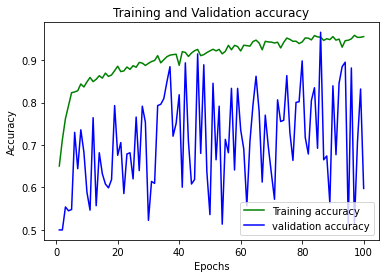 Training and Validation accuracy
Accuracy
0.9
0.8
0.7
0.6
0.5
Training accuracy
validation accuracy
0
20
40
60
80
100
Epochs